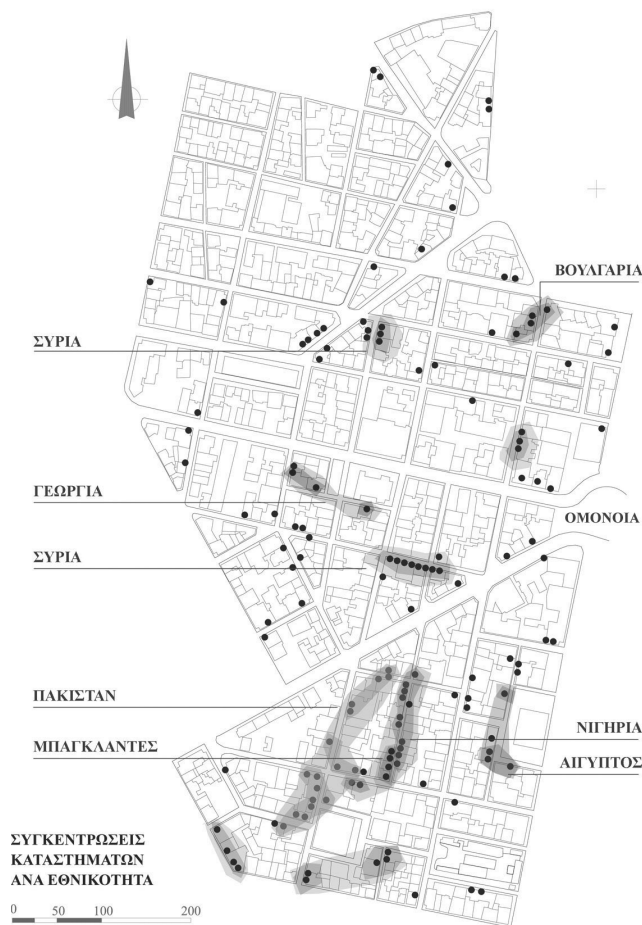 ΒΟΥΛΓΑΡΙΑ
ΣΥΡΙΑ
ΓΕΩΡΓΙΑ
ΟΜΟΝΟΙΑ
ΣΥΡΙΑ
ΠΑΚΙΣΤΑΝ
ΝΙΓΗΡΙΑ
ΜΠΑΓΚΛΑΝΤΕΣ
ΑΙΓΥΠΤΟΣ
ΣΥΓΚΕΝΤΡΩΣΕΙΣ
ΚΑΤΑΣΤΗΜΑΤΩΝ
ΑΝΑ ΕΘΝΙΚΟΤΗΤΑ
0 50 100 200